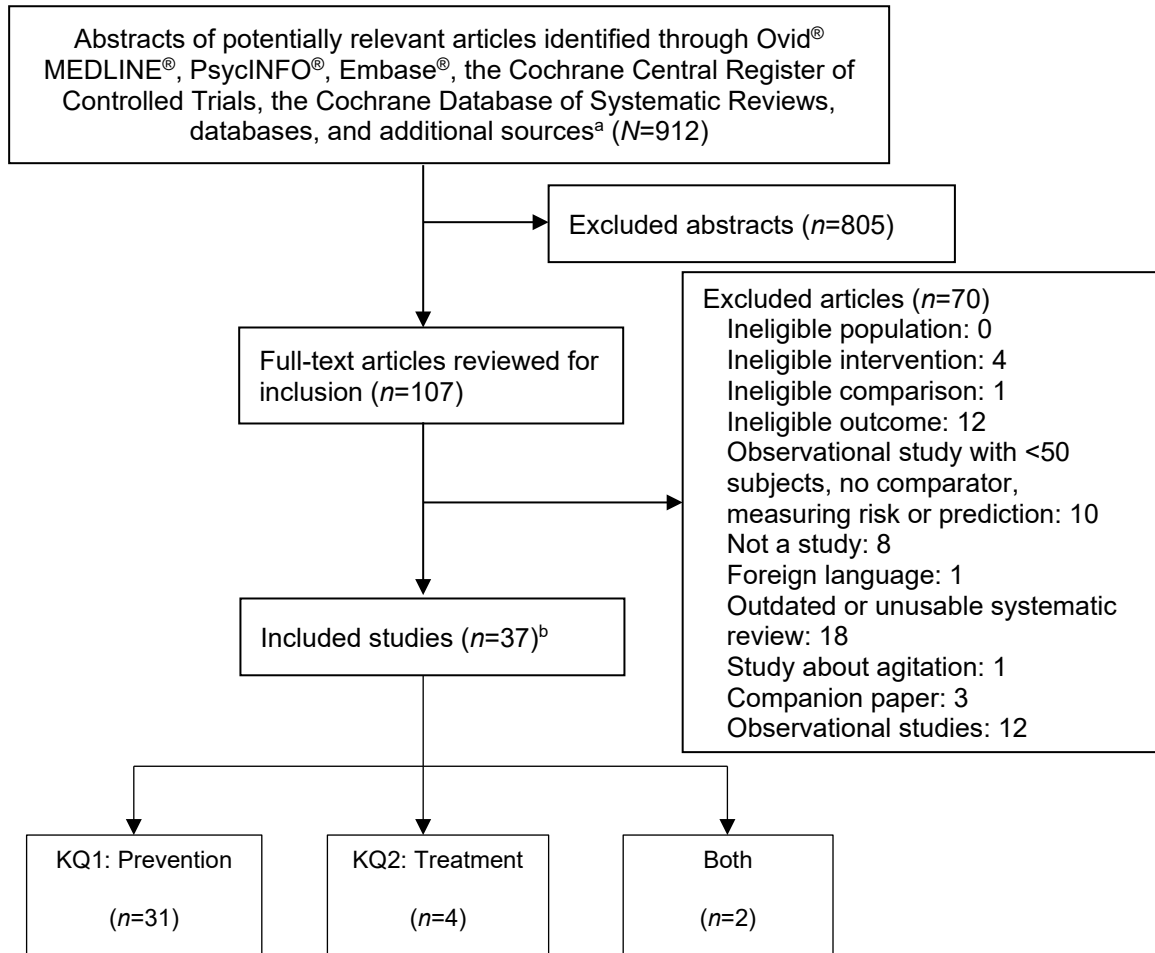 Abstracts of potentially relevant articles identified through Ovid®
MEDLINE®, PsycINFO®, Embase®, the Cochrane Central Register of
Controlled Trials, the Cochrane Database of Systematic Reviews,
databases, and additional sourcesᵃ (N=912)
Excluded abstracts (n=805)
Full-text articles reviewed for
inclusion (n=107)
Excluded articles (n=70)
Ineligible population: 0
Ineligible intervention: 4
Ineligible comparison: 1
Ineligible outcome: 12
Observational study with <50
subjects, no comparator,
measuring risk or prediction: 10
Not a study: 8
Foreign language: 1
Outdated or unusable systematic
review: 18
Study about agitation: 1
Companion paper: 3
Observational studies: 12
Included studies (n=37)ᵇ
KQ1: Prevention
(n=31)
KQ2: Treatment
(n=4)
Both
(n=2)